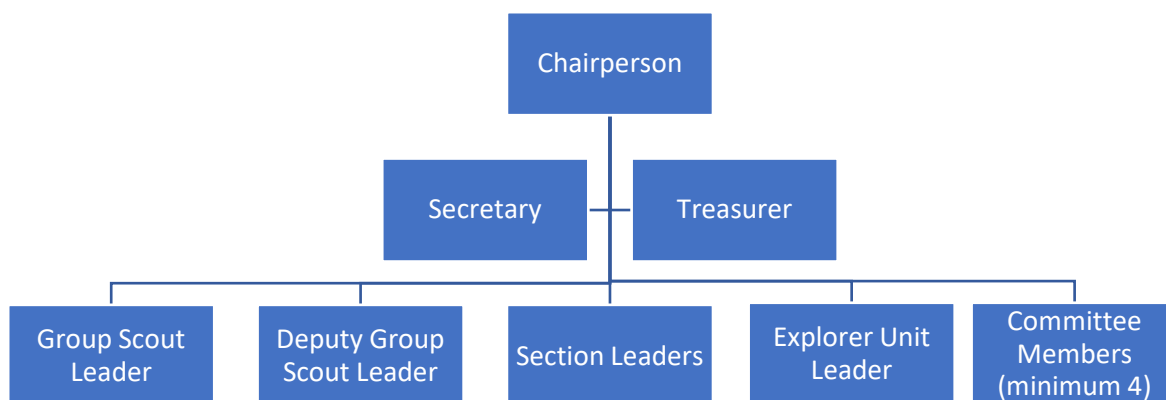 Chairperson
Secretary
Treasurer
Group Scout
Leader
Deputy Group
Scout Leader
Section Leaders
Explorer Unit
Leader
Committee
Members
(minimum 4)